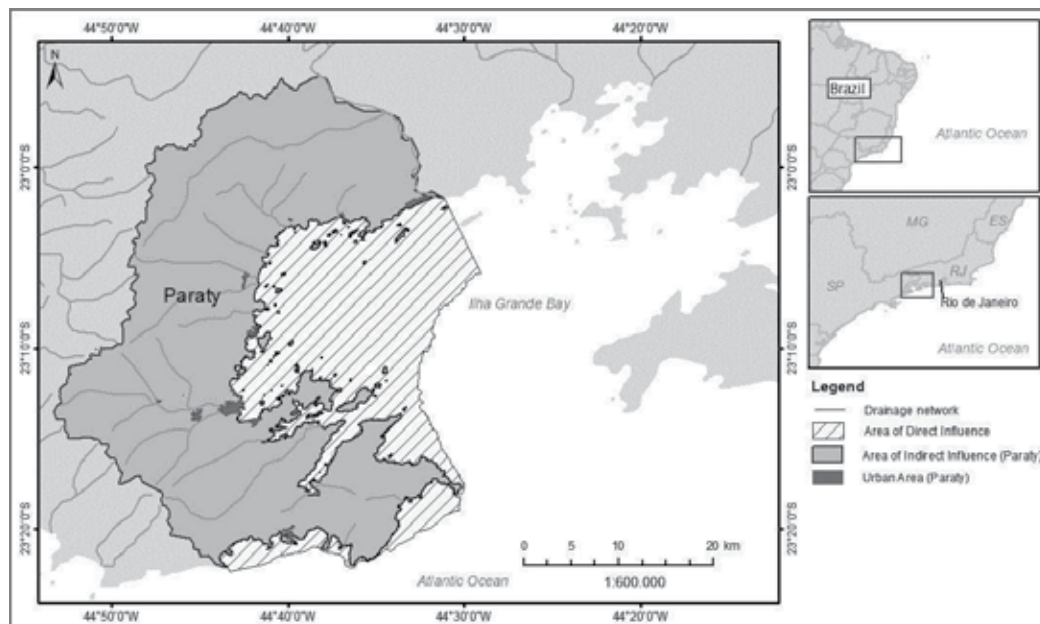 44°50'0"W 44°40'0"W 44°30'0"W 44°20'0"W
N
23°0'0"S
23°10'0"S
23°20'0"S
Paraty
Ilha Grande Bay
Atlantic Ocean
0 5 10 20 km
1:600.000
23°0'0"S
23°10'0"S
23°20'0"S
44°50'0"W 44°40'0"W 44°30'0"W 44°20'0"W
Brazil
Atlantic Ocean
MG
ES
SP
RJ
Rio de Janeiro
Atlantic Ocean
Legend
Drainage network
Area of Direct Influence
Area of Indirect Influence (Paraty)
Urban Area (Paraty)